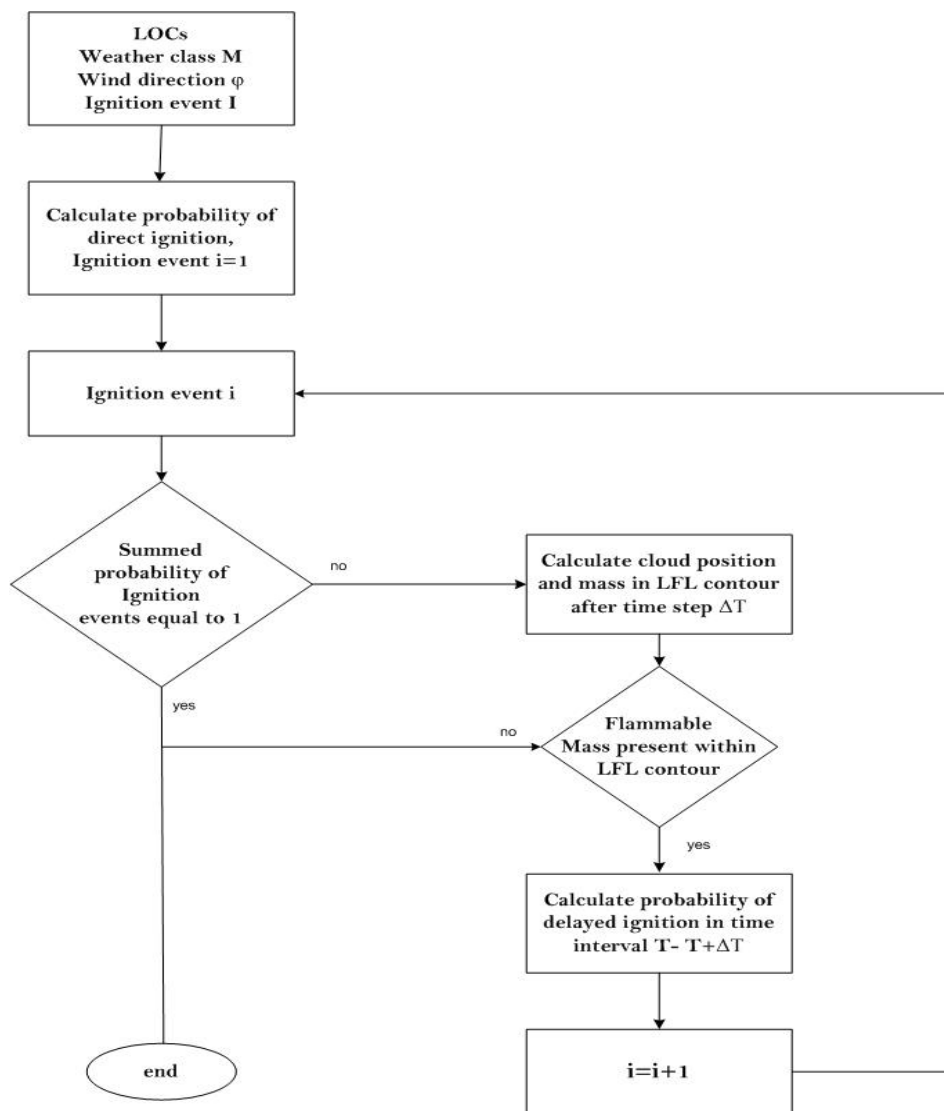 LOCs
Weather class M
Wind direction φ
Ignition event I
Calculate probability of
direct ignition,
Ignition event i=1
Ignition event i
Summed
probability of
Ignition
events equal to 1
no
yes
Calculate cloud position
and mass in LFL contour
after time step ΔT
no
Flammable
Mass present within
LFL contour
yes
Calculate probability of
delayed ignition in time
interval T- T+ΔT
i=i+1
end